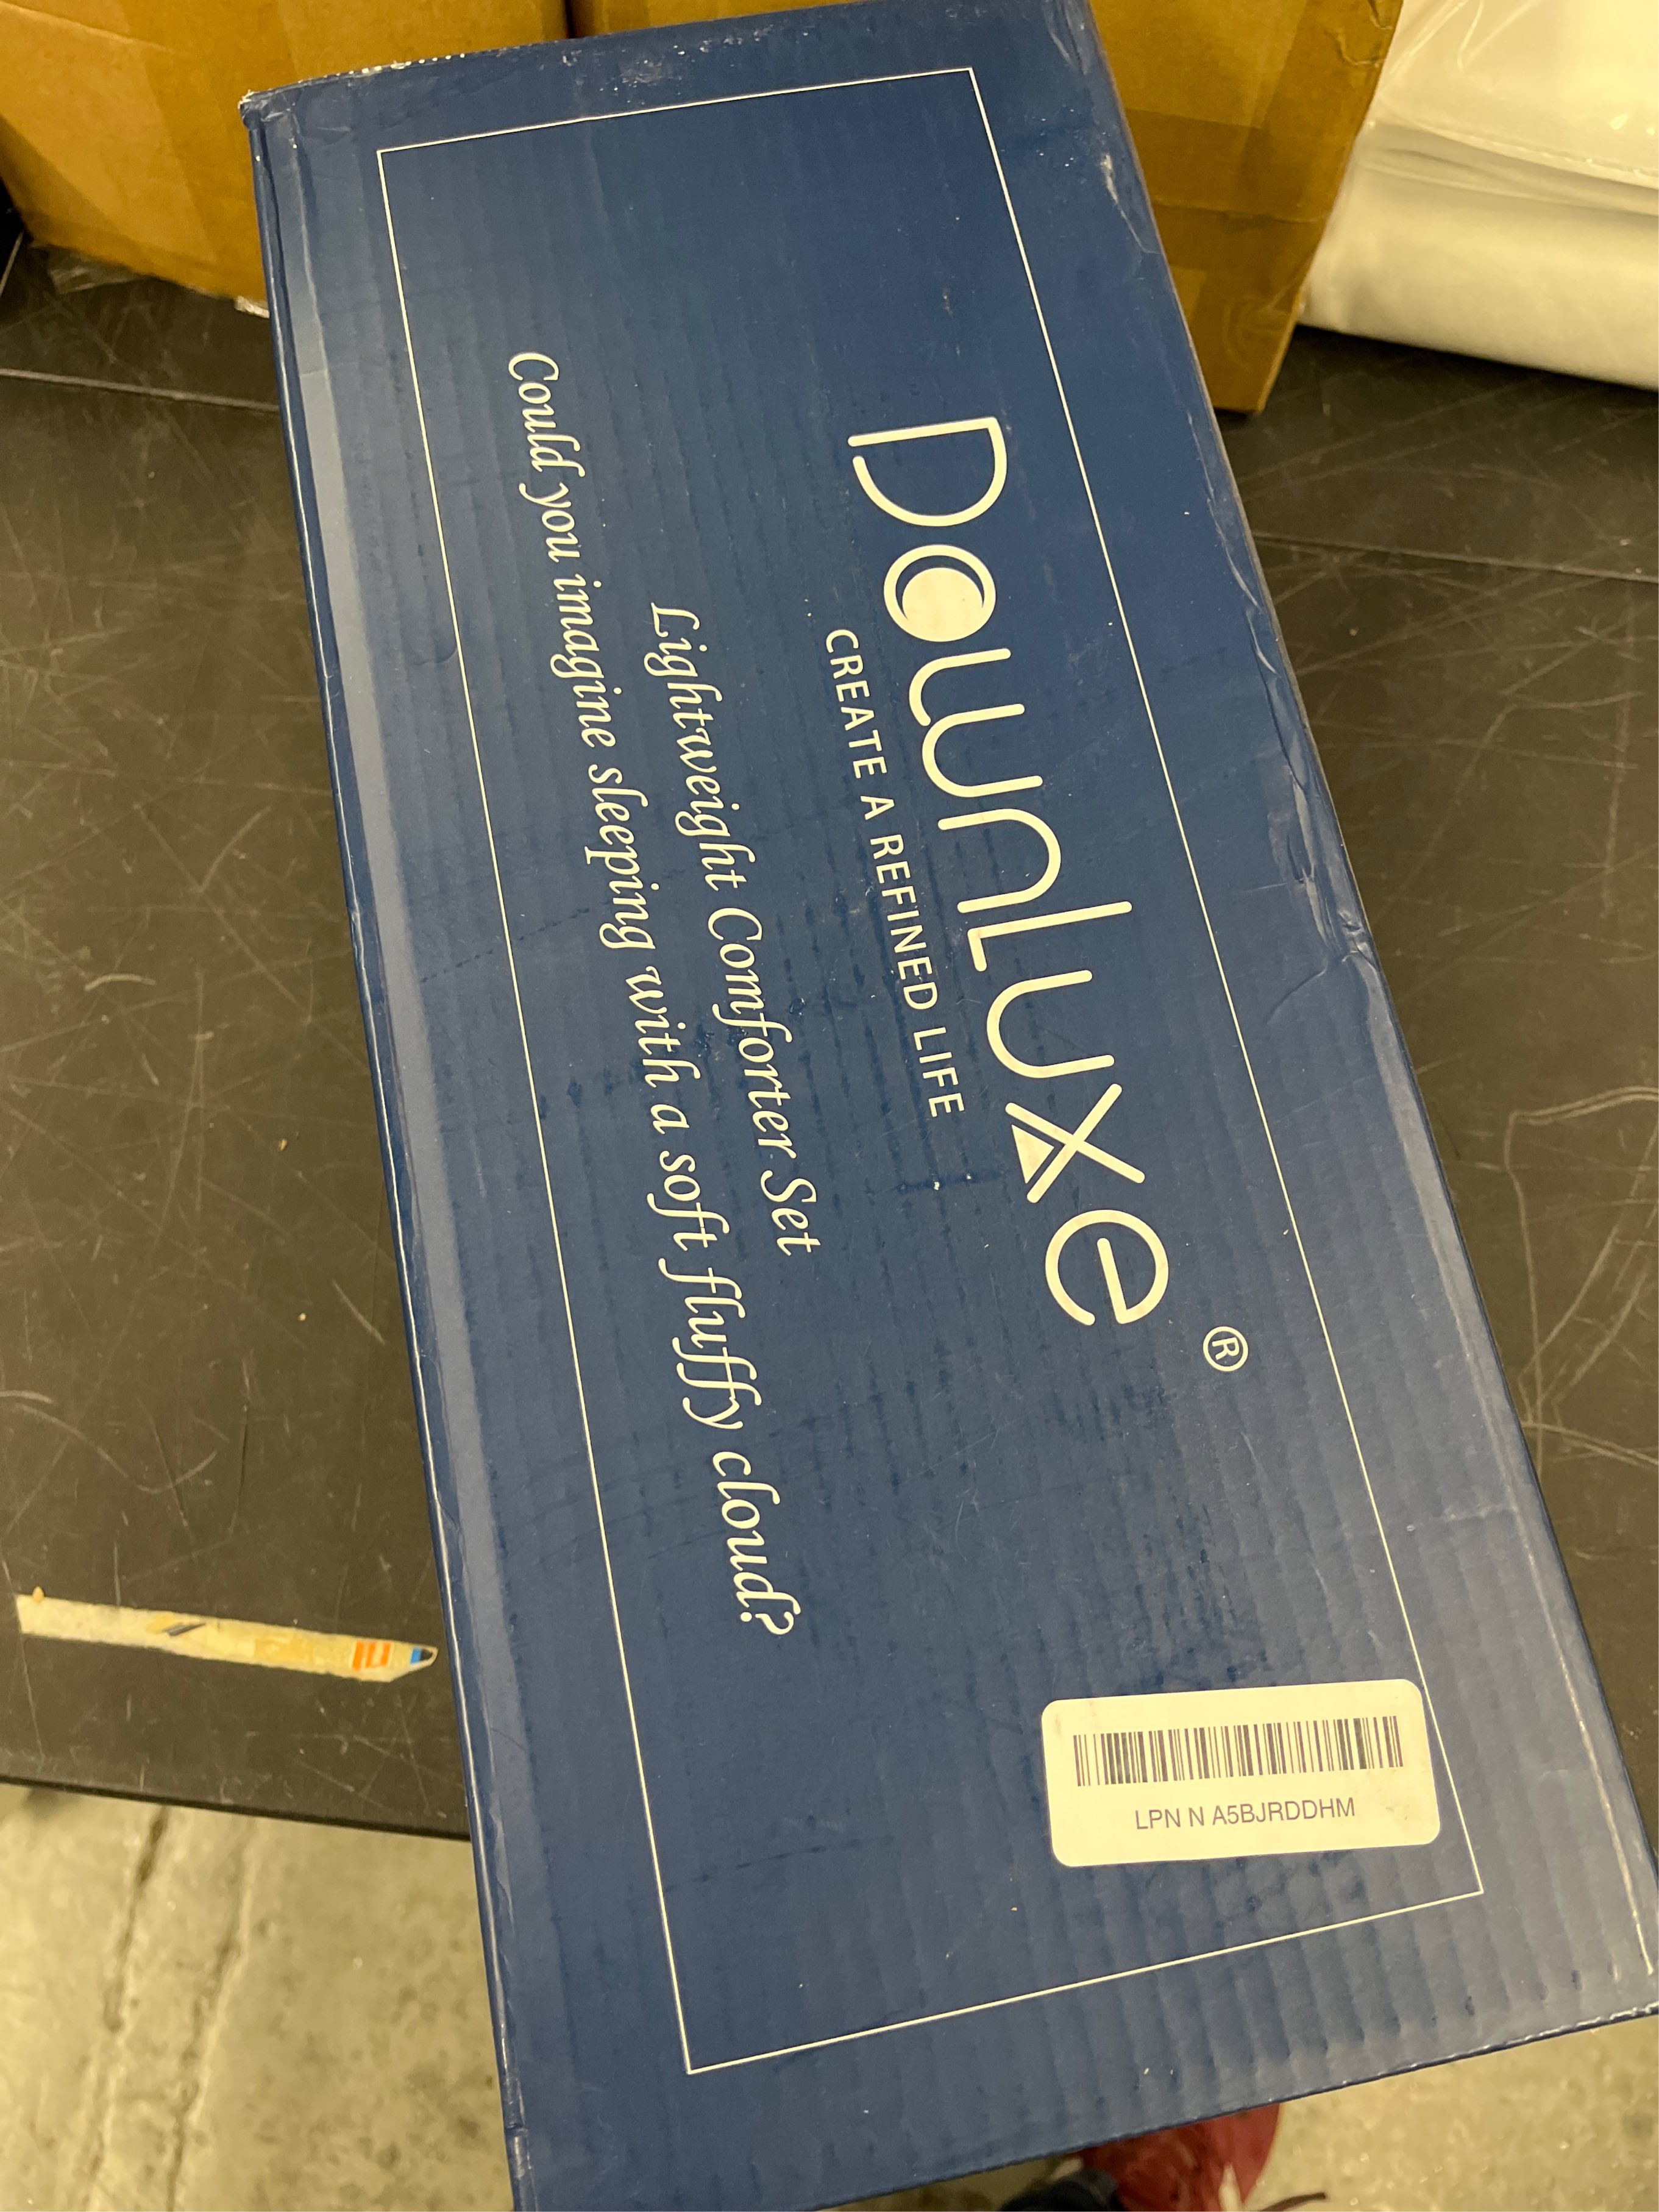 DOWNLUXE®
CREATE A REFINED LIFE
Lightweight Comforter Set
Could you imagine sleeping with a soft fluffy cloud?
LPN N A5BJRDDHM